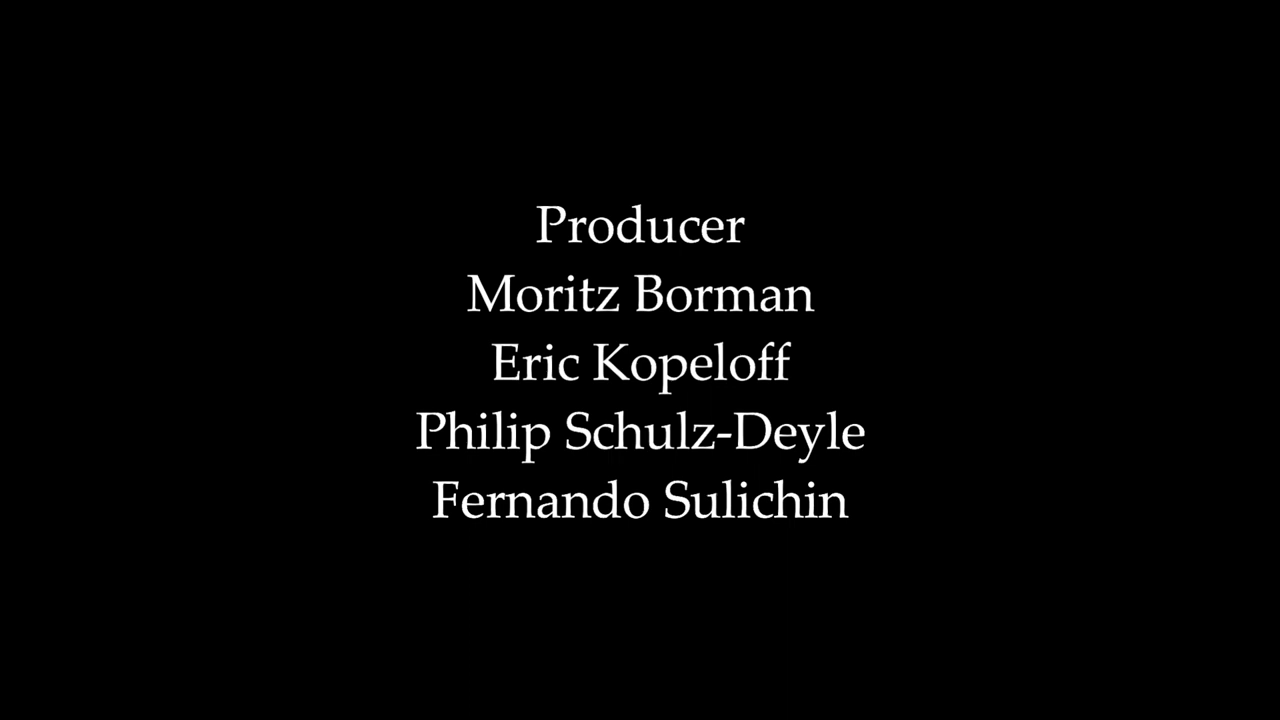 Producer
Moritz Borman
Eric Kopeloff
Philip Schulz-Deyle
Fernando Sulichin